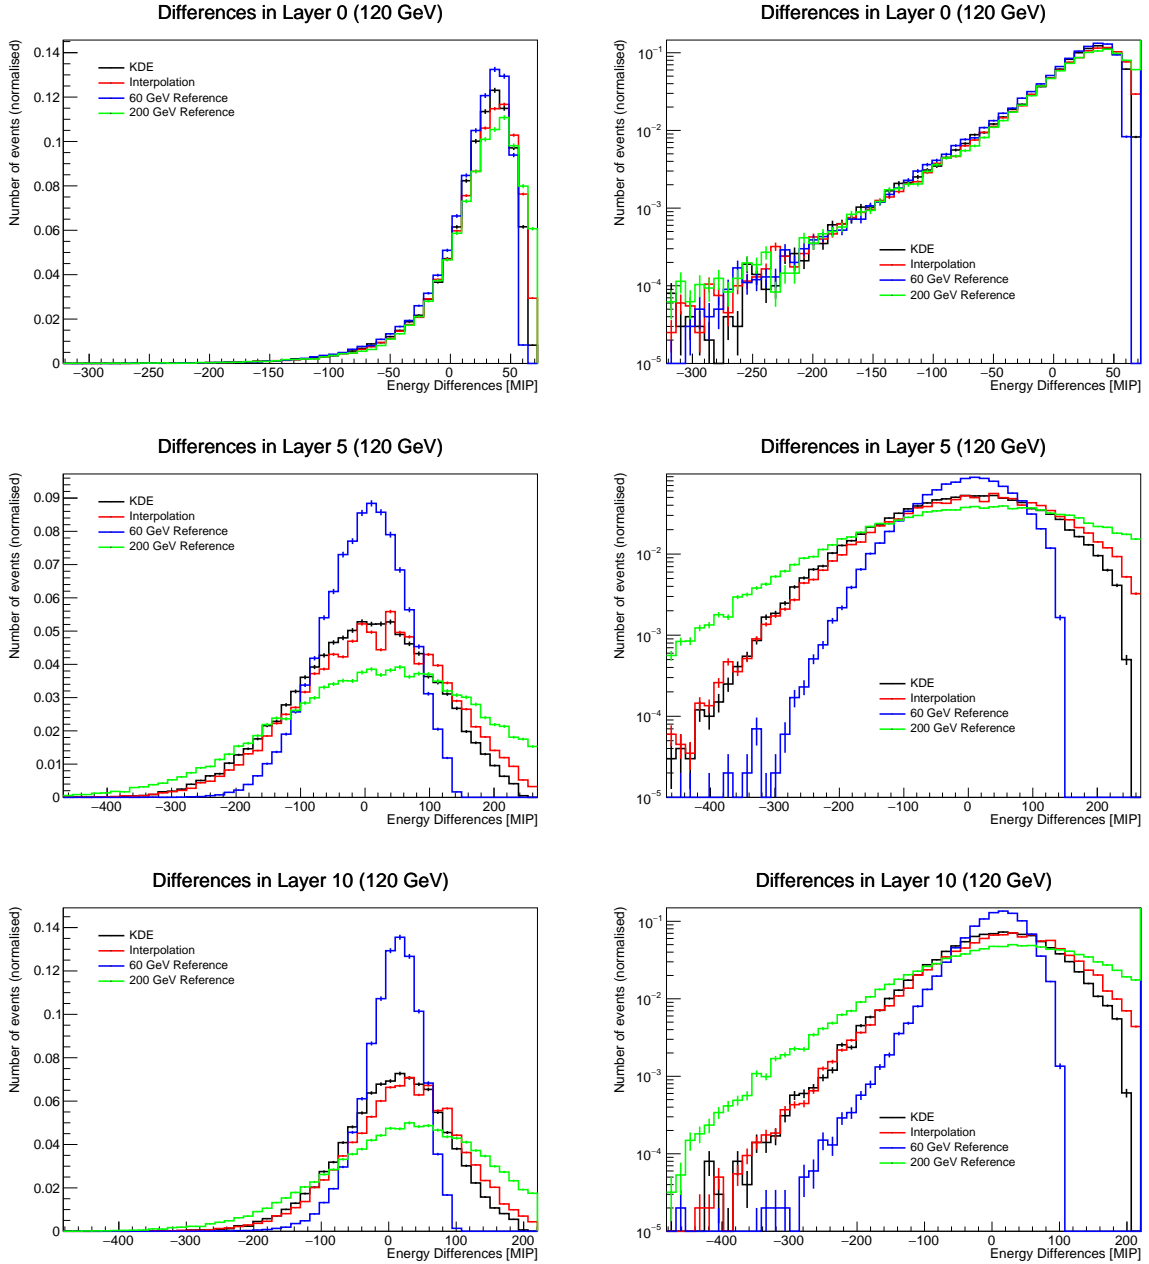 Differences in Layer 0 (120 GeV)
Number of events (normalised)
0.14
0.12
0.1
0.08
0.06
0.04
0.02
0
KDE
Interpolation
60 GeV Reference
200 GeV Reference
−300 −250 −200 −150 −100 −50 0 50
Energy Differences [MIP]
Differences in Layer 0 (120 GeV)
Number of events (normalised)
10−1
10−2
10−3
10−4
10−5
KDE
Interpolation
60 GeV Reference
200 GeV Reference
−300 −250 −200 −150 −100 −50 0 50
Energy Differences [MIP]
Differences in Layer 5 (120 GeV)
Number of events (normalised)
0.09
0.08
0.07
0.06
0.05
0.04
0.03
0.02
0.01
0
KDE
Interpolation
60 GeV Reference
200 GeV Reference
−400 −300 −200 −100 0 100 200
Energy Differences [MIP]
Differences in Layer 5 (120 GeV)
Number of events (normalised)
10−2
10−3
10−4
10−5
KDE
Interpolation
60 GeV Reference
200 GeV Reference
−400 −300 −200 −100 0 100 200
Energy Differences [MIP]
Differences in Layer 10 (120 GeV)
Number of events (normalised)
0.14
0.12
0.1
0.08
0.06
0.04
0.02
0
KDE
Interpolation
60 GeV Reference
200 GeV Reference
−400 −300 −200 −100 0 100 200
Energy Differences [MIP]
Differences in Layer 10 (120 GeV)
Number of events (normalised)
10−1
10−2
10−3
10−4
10−5
KDE
Interpolation
60 GeV Reference
200 GeV Reference
−400 −300 −200 −100 0 100 200
Energy Differences [MIP]